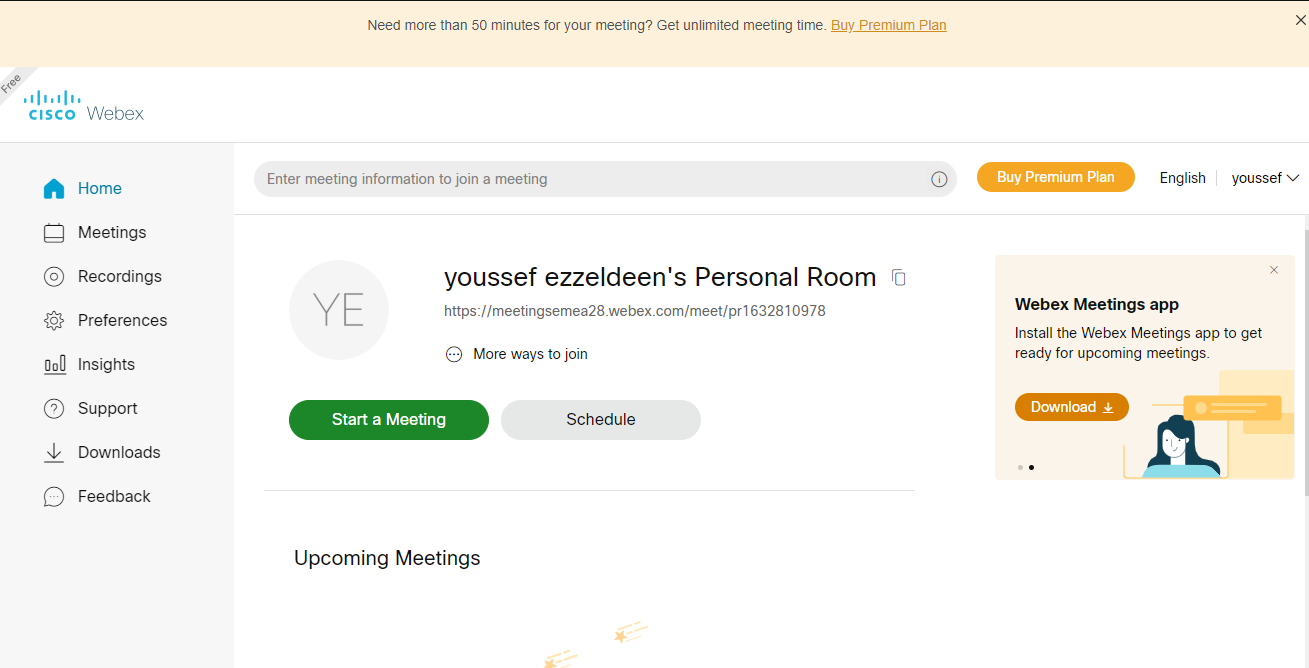 Need more than 50 minutes for your meeting? Get unlimited meeting time. Buy Premium Plan
Free
cisco Webex
Home
Meetings
Recordings
Preferences
Insights
Support
Downloads
Feedback
Enter meeting information to join a meeting
Buy Premium Plan
English
youssef
YE
youssef ezzeldeen's Personal Room
https://meetingsemea28.webex.com/meet/pr1632810978
More ways to join
Start a Meeting
Schedule
Webex Meetings app
Install the Webex Meetings app to get
ready for upcoming meetings.
Download
Upcoming Meetings